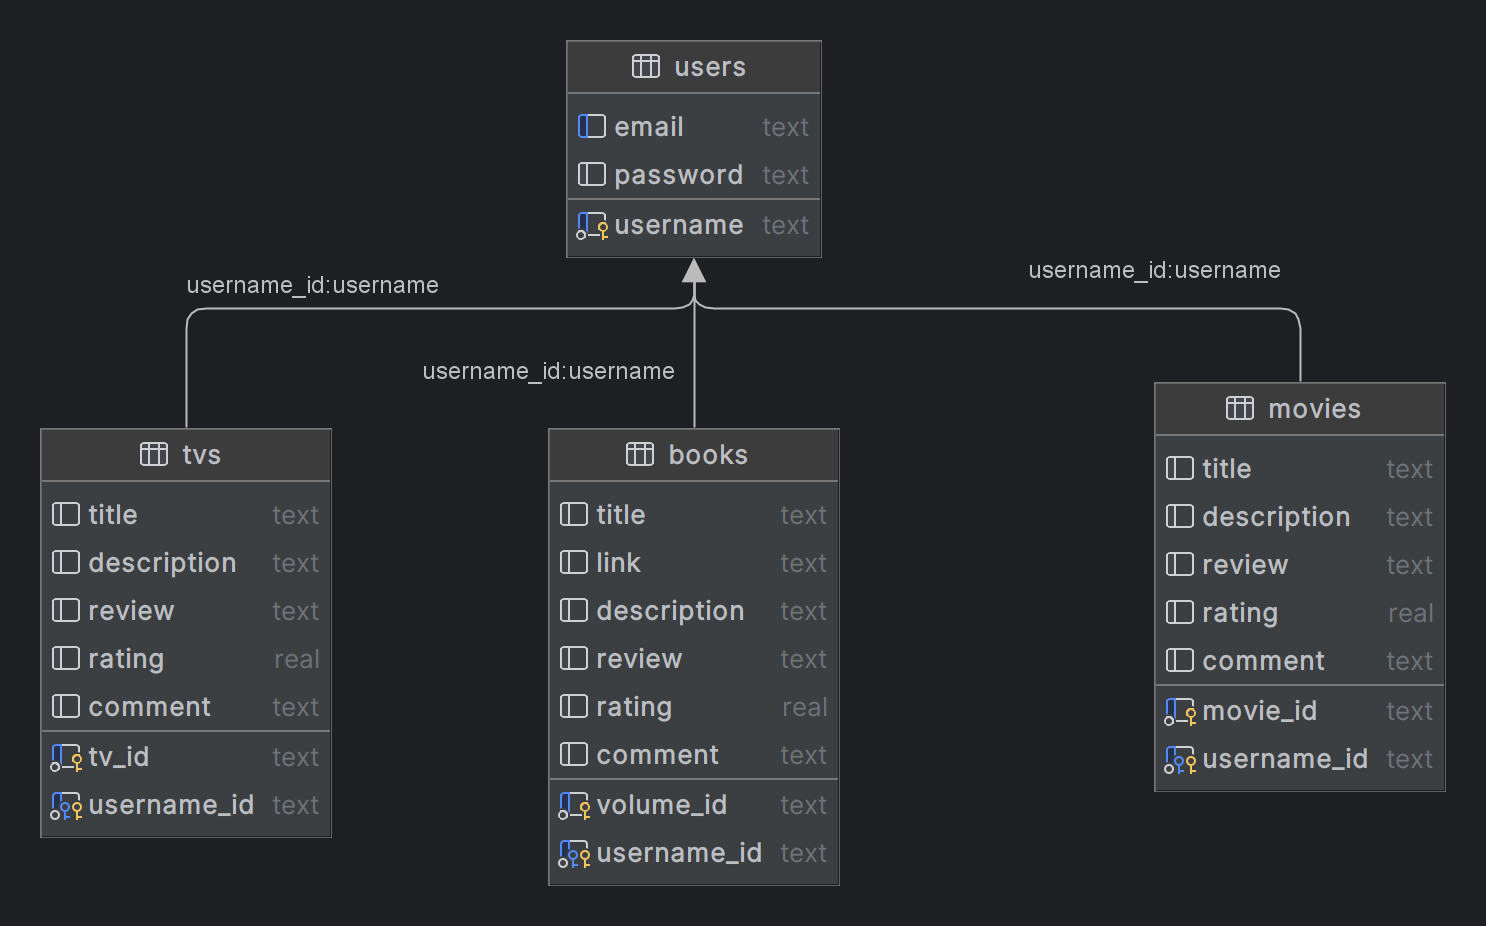 users
email text
password text
username text
username_id:username
username_id:username
username_id:username
tvs
title text
description text
review text
rating real
comment text
tv_id text
username_id text
books
title text
link text
description text
review text
rating real
comment text
volume_id text
username_id text
movies
title text
description text
review text
rating real
comment text
movie_id text
username_id text